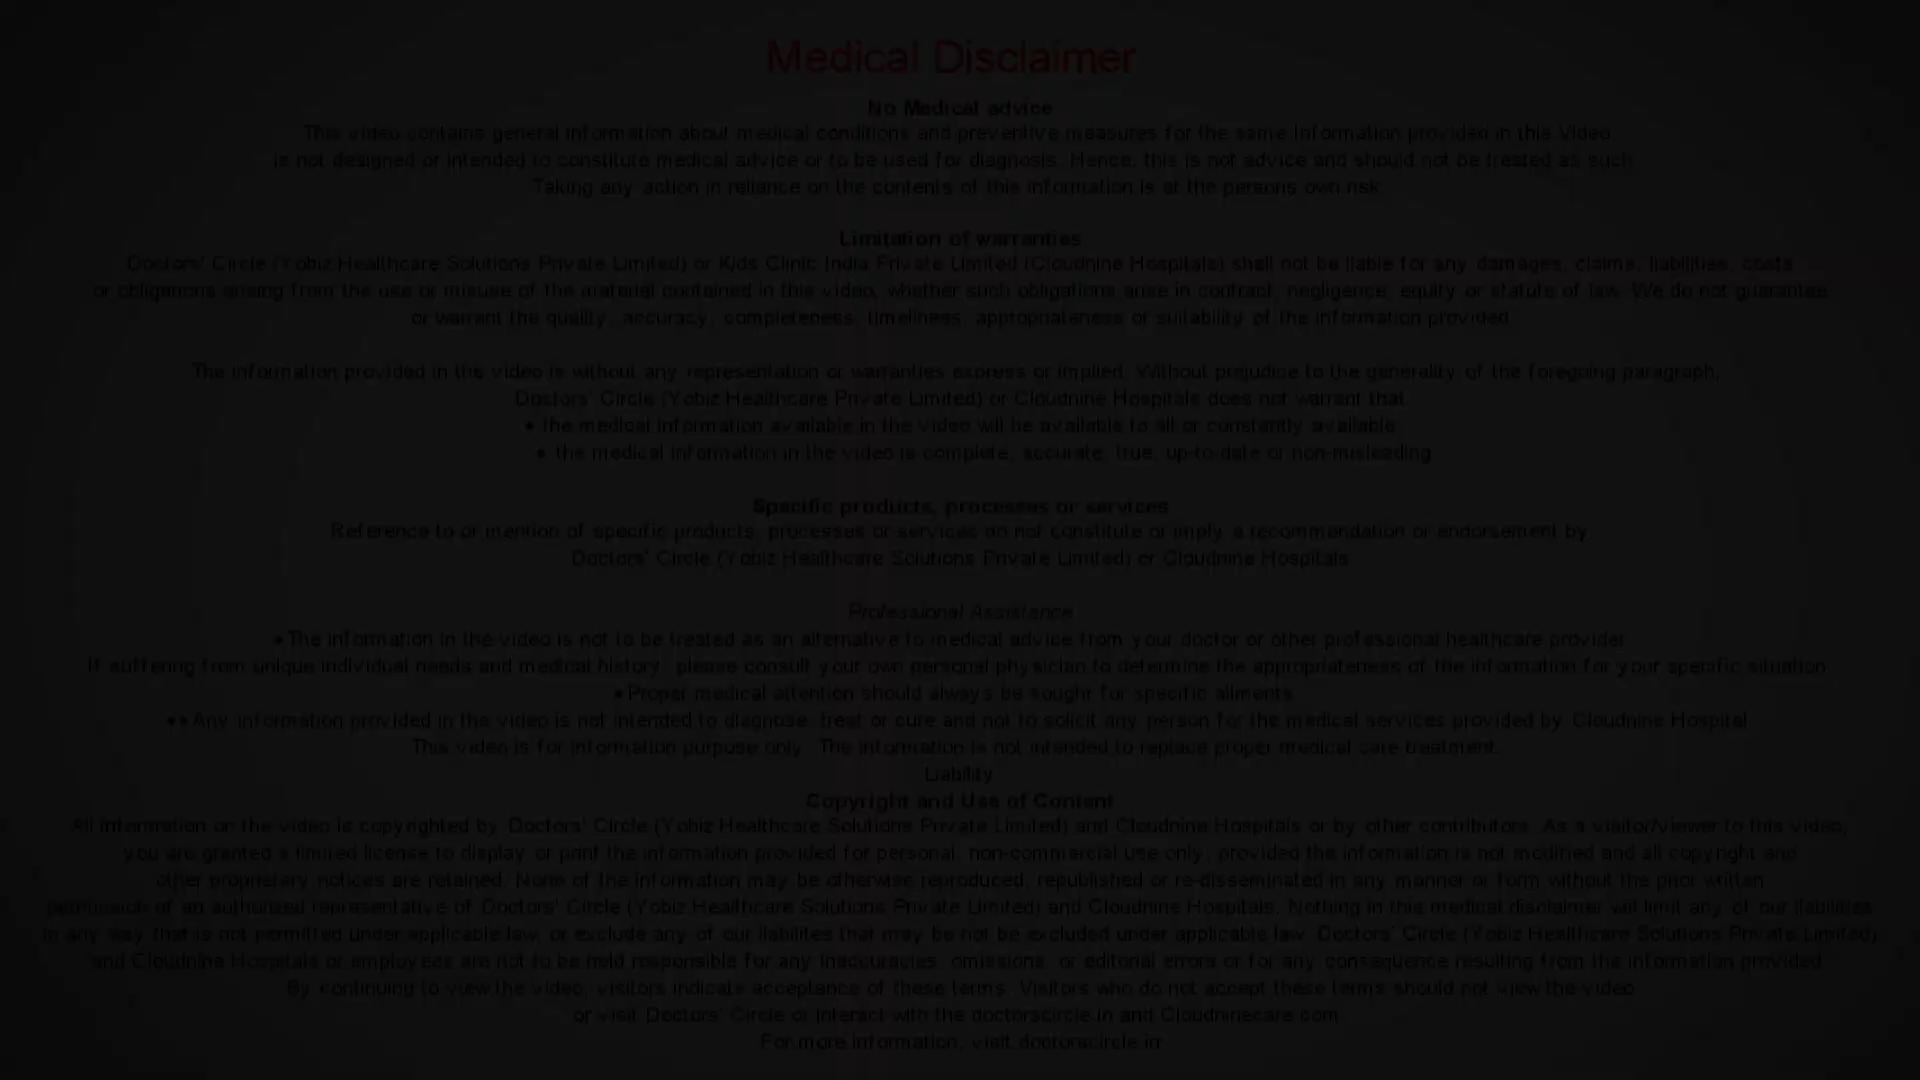 Medical Disclaimer
No Medical advice
This video contains general information about medical conditions and preventive measures for the same Information provided in this Video
is not designed or intended to constitute medical advice or to be used for diagnosis. Hence, this is not advice and should not be treated as such
Taking any action in reliance on the contents of this information is at the persons own risk
Limitation of warranties
Doctors' Circle (Yobiz Healthcare Solutions Private Limited) or Kids Clinic India Private Limited (Cloudnine Hospitals) shall not be liable for any damages, claims, liabilities, costs
or obligations arising from the use or misuse of the material contained in this video, whether such obligations arise in contract, negligence, equity or statute of law. We do not guarantee
or warrant the quality, accuracy, completeness, timeliness, appropriateness or suitability of the information provided
The information provided in the video is without any representation or warranties express or implied. Without prejudice to the generality of the foregoing paragraph,
Doctors' Circle (Yobiz Healthcare Private Limited) or Cloudnine Hospitals does not warrant that
• the medical information available in the video will be available to all or constantly available
• the medical information in the video is complete, accurate, true, up-to-date or non-misleading
Specific products, processes or services
Reference to or mention of specific products, processes or services do not constitute or imply a recommendation or endorsement by
Doctors' Circle (Yobiz Healthcare Solutions Private Limited) or Cloudnine Hospitals
Professional Assistance
• The information in the video is not to be treated as an alternative to medical advice from your doctor or other professional healthcare provider
If suffering from unique individual needs and medical history, please consult your own personal physician to determine the appropriateness of the information for your specific situation
• Proper medical attention should always be sought for specific ailments
•• Any information provided in the video is not intended to diagnose, treat or cure and not to solicit any person for the medical services provided by Cloudnine Hospital
This video is for information purpose only. The information is not intended to replace proper medical care treatment.
Liability
Copyright and Use of Content
All information on the video is copyrighted by Doctors' Circle (Yobiz Healthcare Solutions Private Limited) and Cloudnine Hospitals or by other contributors. As a visitor/viewer to this video,
you are granted a limited license to display or print the information provided for personal, non-commercial use only, provided the information is not modified and all copyright and
other proprietary notices are retained. None of the information may be otherwise reproduced, republished or re-disseminated in any manner or form without the prior written
permission of an authorised representative of Doctors' Circle (Yobiz Healthcare Solutions Private Limited) and Cloudnine Hospitals. Nothing in this medical disclaimer will limit any of our liabilities
in any way that is not permitted under applicable law, or exclude any of our liabilites that may be not be excluded under applicable law. Doctors' Circle (Yobiz Healthcare Solutions Private Limited)
and Cloudnine Hospitals or employees are not to be held responsible for any inaccuracies, omissions, or editorial errors or for any consequence resulting from the information provided
By continuing to view the video, visitors indicate acceptance of these terms. Visitors who do not accept these terms should not view the video
or visit Doctors' Circle or interact with the doctorscircle.in and Cloudninecare.com
For more information, visit doctorscircle.in